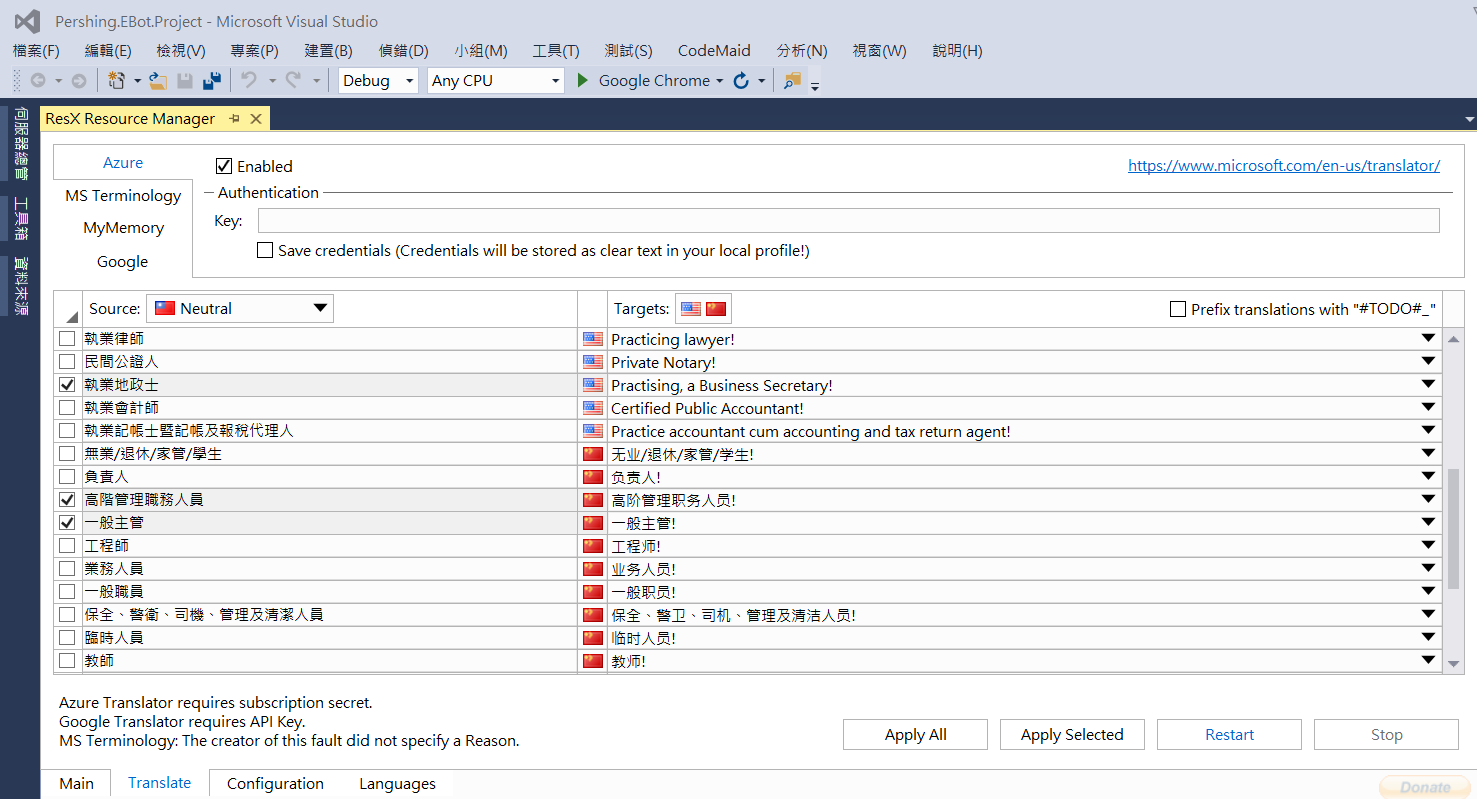 Pershing.EBot.Project - Microsoft Visual Studio
檔案(F) 編輯(E) 檢視(V) 專案(P) 建置(B) 偵錯(D) 小組(M) 工具(T) 測試(S) CodeMaid 分析(N) 視窗(W) 說明(H)
Debug Any CPU Google Chrome
伺服器總管
工具箱
資料來源
ResX Resource Manager
Azure
MS Terminology
MyMemory
Google
Enabled
https://www.microsoft.com/en-us/translator/
Authentication
Key:
Save credentials (Credentials will be stored as clear text in your local profile!)
Source: Neutral Targets: Prefix translations with "#TODO#_"
執業律師 Practicing lawyer!
民間公證人 Private Notary!
執業地政士 Practising, a Business Secretary!
執業會計師 Certified Public Accountant!
執業記帳士暨記帳及報稅代理人 Practice accountant cum accounting and tax return agent!
無業/退休/家管/學生 无业/退休/家管/学生!
負責人 负责人!
高階管理職務人員 高阶管理职务人员!
一般主管 一般主管!
工程師 工程师!
業務人員 业务人员!
一般職員 一般职员!
保全、警衛、司機、管理及清潔人員 保全、警卫、司机、管理及清洁人员!
臨時人員 临时人员!
教師 教师!
Azure Translator requires subscription secret.
Google Translator requires API Key.
MS Terminology: The creator of this fault did not specify a Reason.
Apply All Apply Selected Restart Stop
Main Translate Configuration Languages Donate